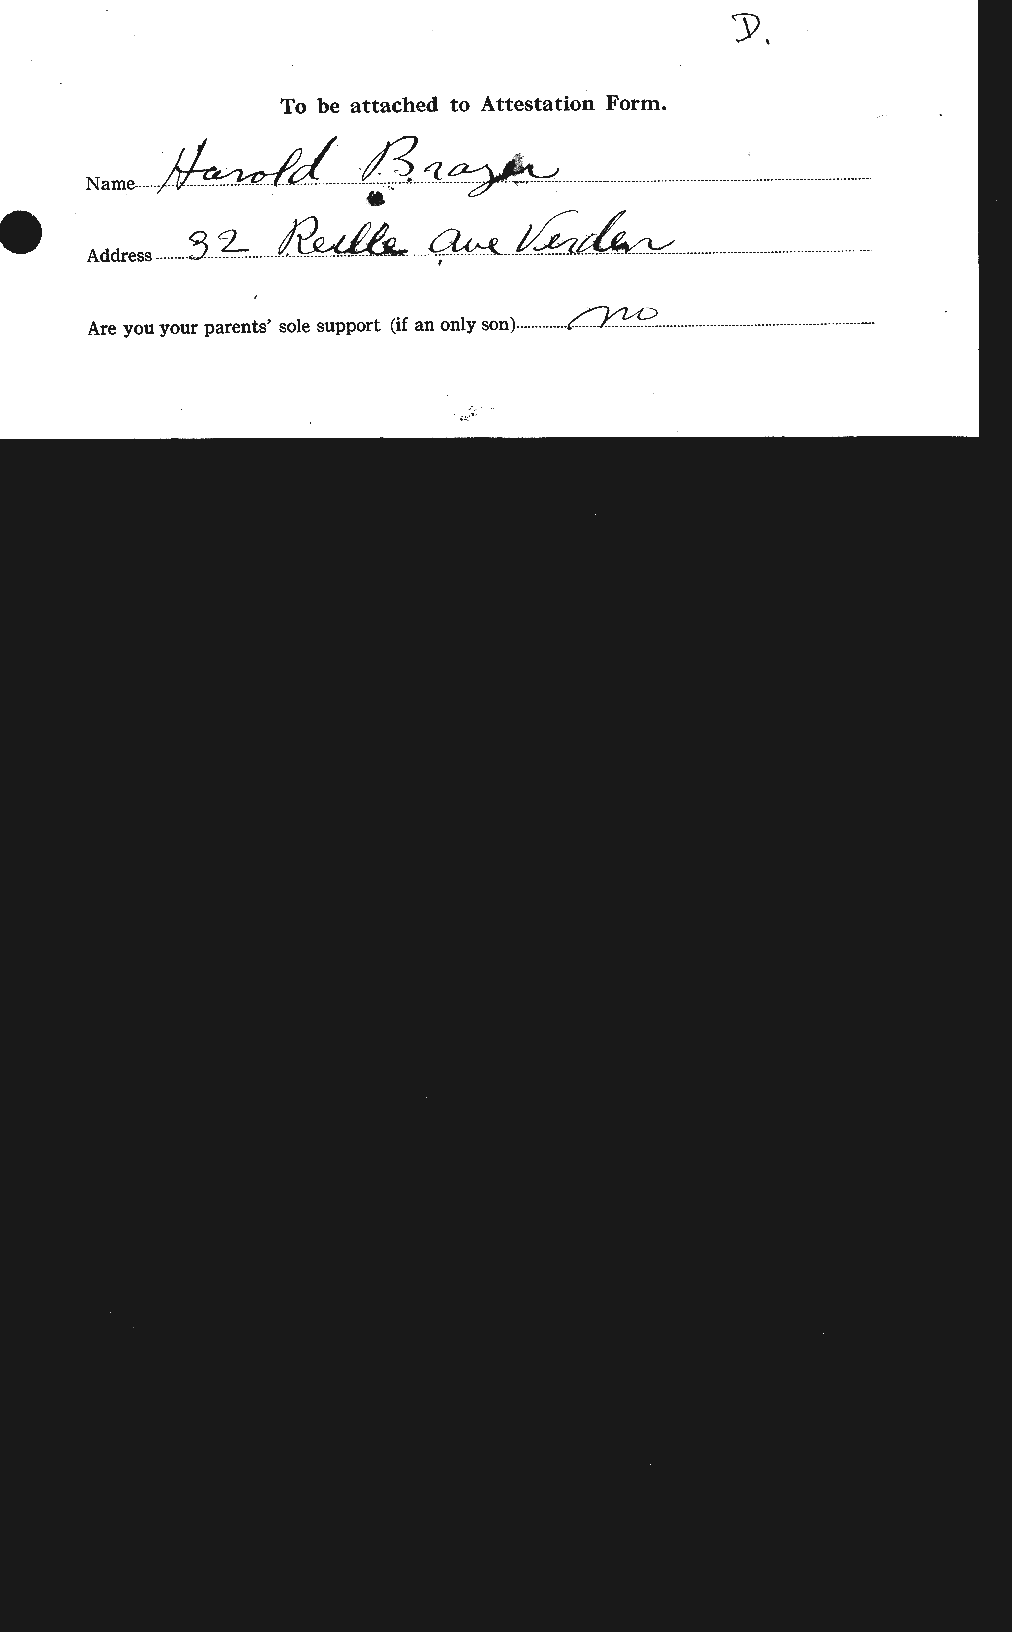 D.
To be attached to Attestation Form.
Name Harold Brazer
Address 32 Reille Ave Verdun
Are you your parents' sole support (if an only son) no